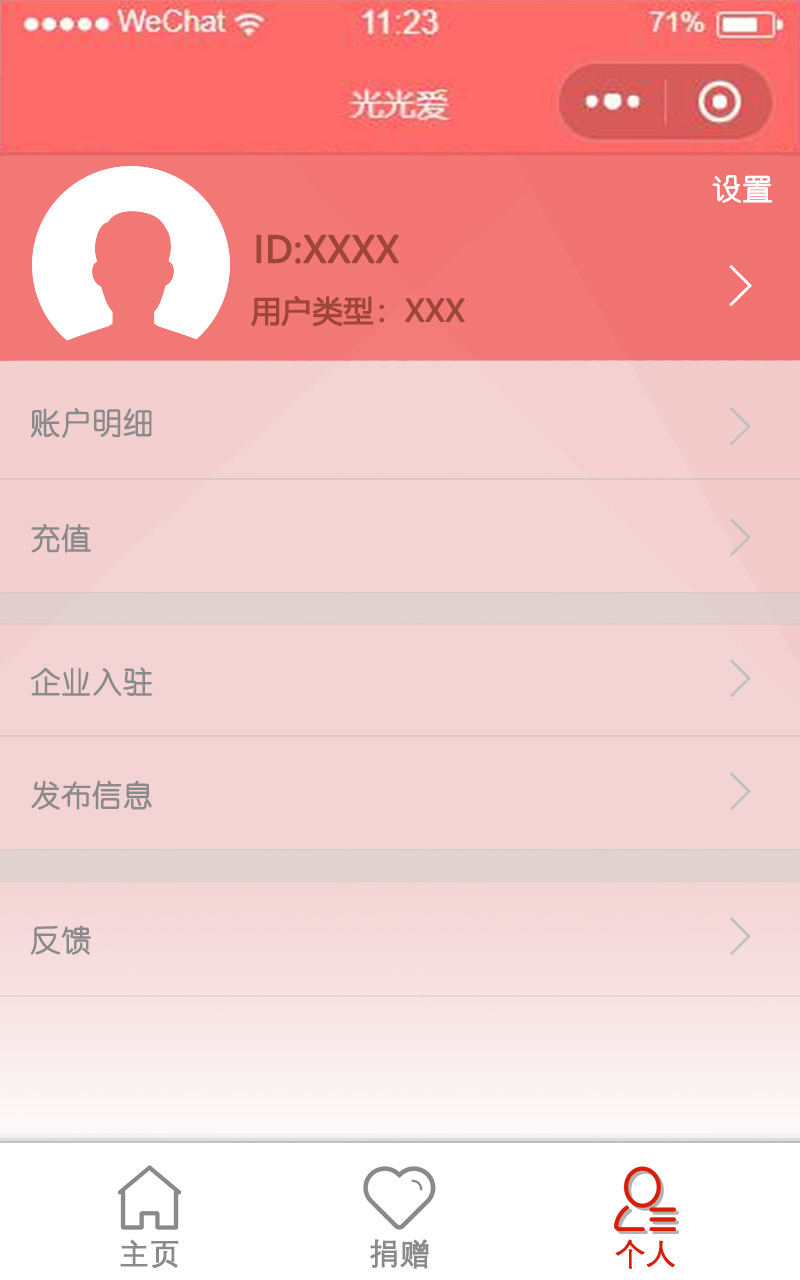 WeChat 11:23 71%
光光爱
设置
ID:XXXX
用户类型：XXX
账户明细
充值
企业入驻
发布信息
反馈
主页 捐赠 个人